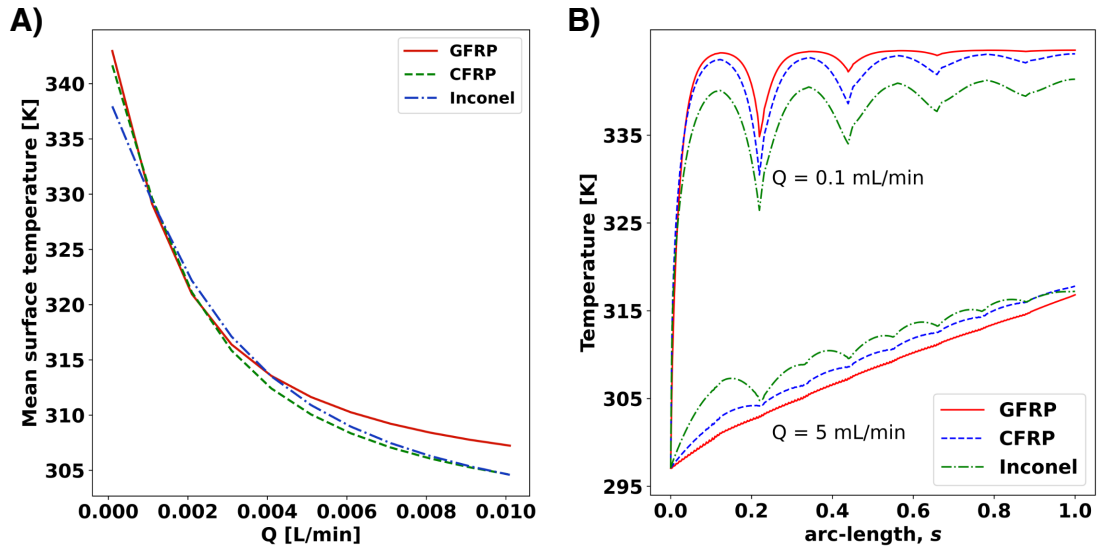 A)
Mean surface temperature [K]
340
335
330
325
320
315
310
305
0.000 0.002 0.004 0.006 0.008 0.010
Q [L/min]
GFRP
CFRP
Inconel
B)
Temperature [K]
335
325
315
305
295
0.0 0.2 0.4 0.6 0.8 1.0
arc-length, s
Q = 0.1 mL/min
Q = 5 mL/min
GFRP
CFRP
Inconel